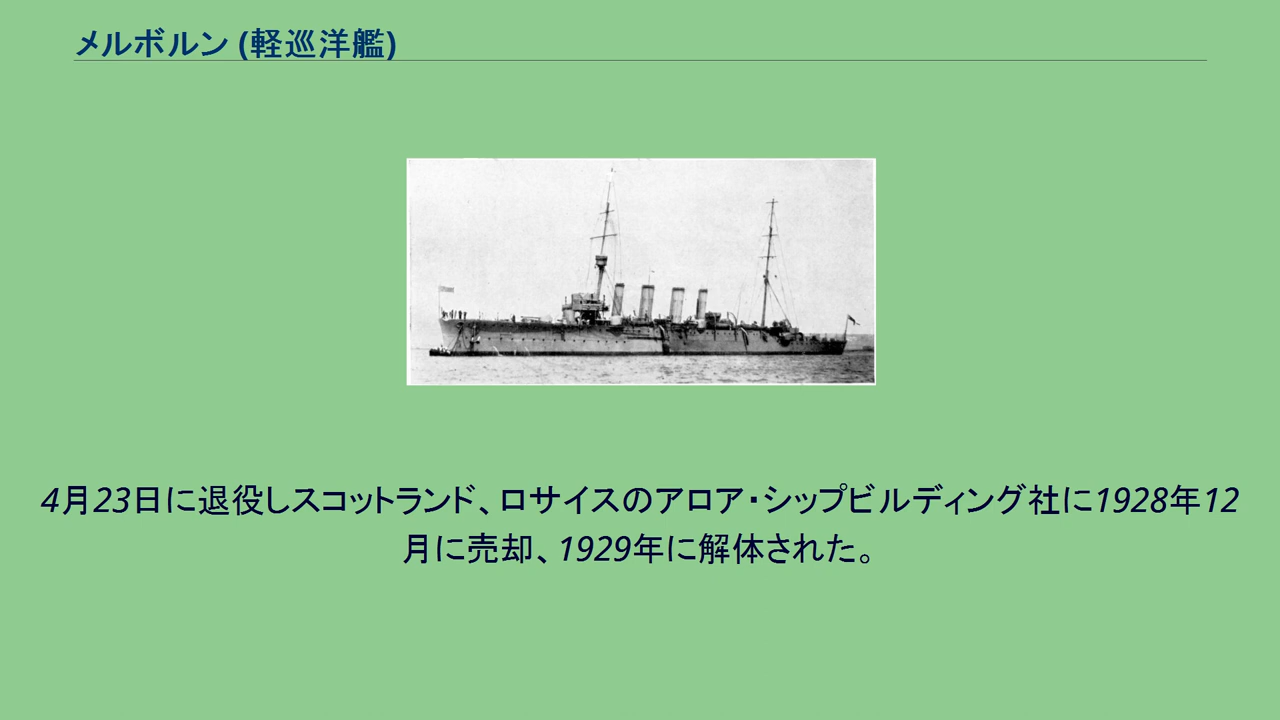 メルボルン (軽巡洋艦)
4月23日に退役しスコットランド、ロサイスのアロア・シップビルディング社に1928年12
月に売却、1929年に解体された。